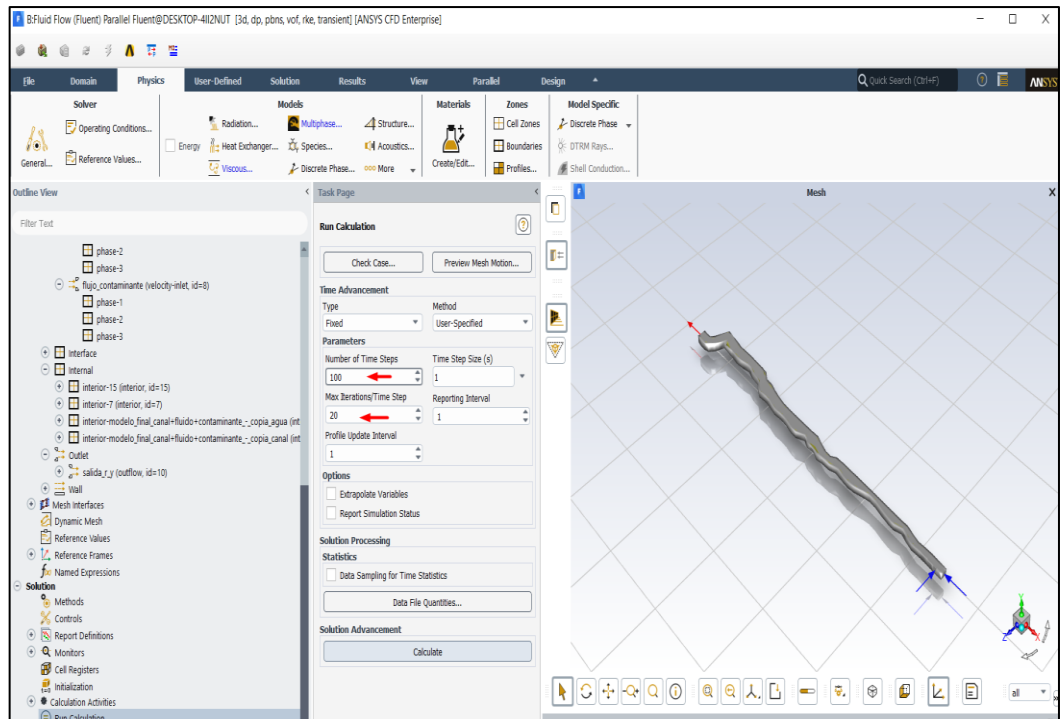 B:Fluid Flow (Fluent) Parallel Fluent@DESKTOP-4II2NUT [3d, dp, pbns, vof, rke, transient] [ANSYS CFD Enterprise]
File Domain Physics User-Defined Solution Results View Parallel Design Quick Search (Ctrl+F) ANSYS
Solver Models Materials Zones Model Specific
Operating Conditions... Radiation... Multiphase... Structure... Cell Zones Discrete Phase
Energy Heat Exchanger... Species... Acoustics... Boundaries DTRM Rays...
General... Reference Values... Viscous... Discrete Phase... More Create/Edit... Profiles... Shell Conduction...
Outline View
Filter Text
phase-2
phase-3
flujo_contaminante (velocity-inlet, id=8)
phase-1
phase-2
phase-3
Interface
Internal
interior-15 (interior, id=15)
interior-7 (interior, id=7)
interior-modelo_final_canal+fluido+contaminante_-_copia_agua (int
interior-modelo_final_canal+fluido+contaminante_-_copia_canal (int
Outlet
salida_r_y (outflow, id=10)
Wall
Mesh Interfaces
Dynamic Mesh
Reference Values
Reference Frames
Named Expressions
Solution
Methods
Controls
Report Definitions
Monitors
Cell Registers
Initialization
Calculation Activities
Run Calculation
Task Page
Run Calculation
Check Case... Preview Mesh Motion...
Time Advancement
Type Method
Fixed User-Specified
Parameters
Number of Time Steps Time Step Size (s)
100 1
Max Iterations/Time Step Reporting Interval
20 1
Profile Update Interval
1
Options
Extrapolate Variables
Report Simulation Status
Solution Processing
Statistics
Data Sampling for Time Statistics
Data File Quantities...
Solution Advancement
Calculate
Mesh
Y
Z X
all